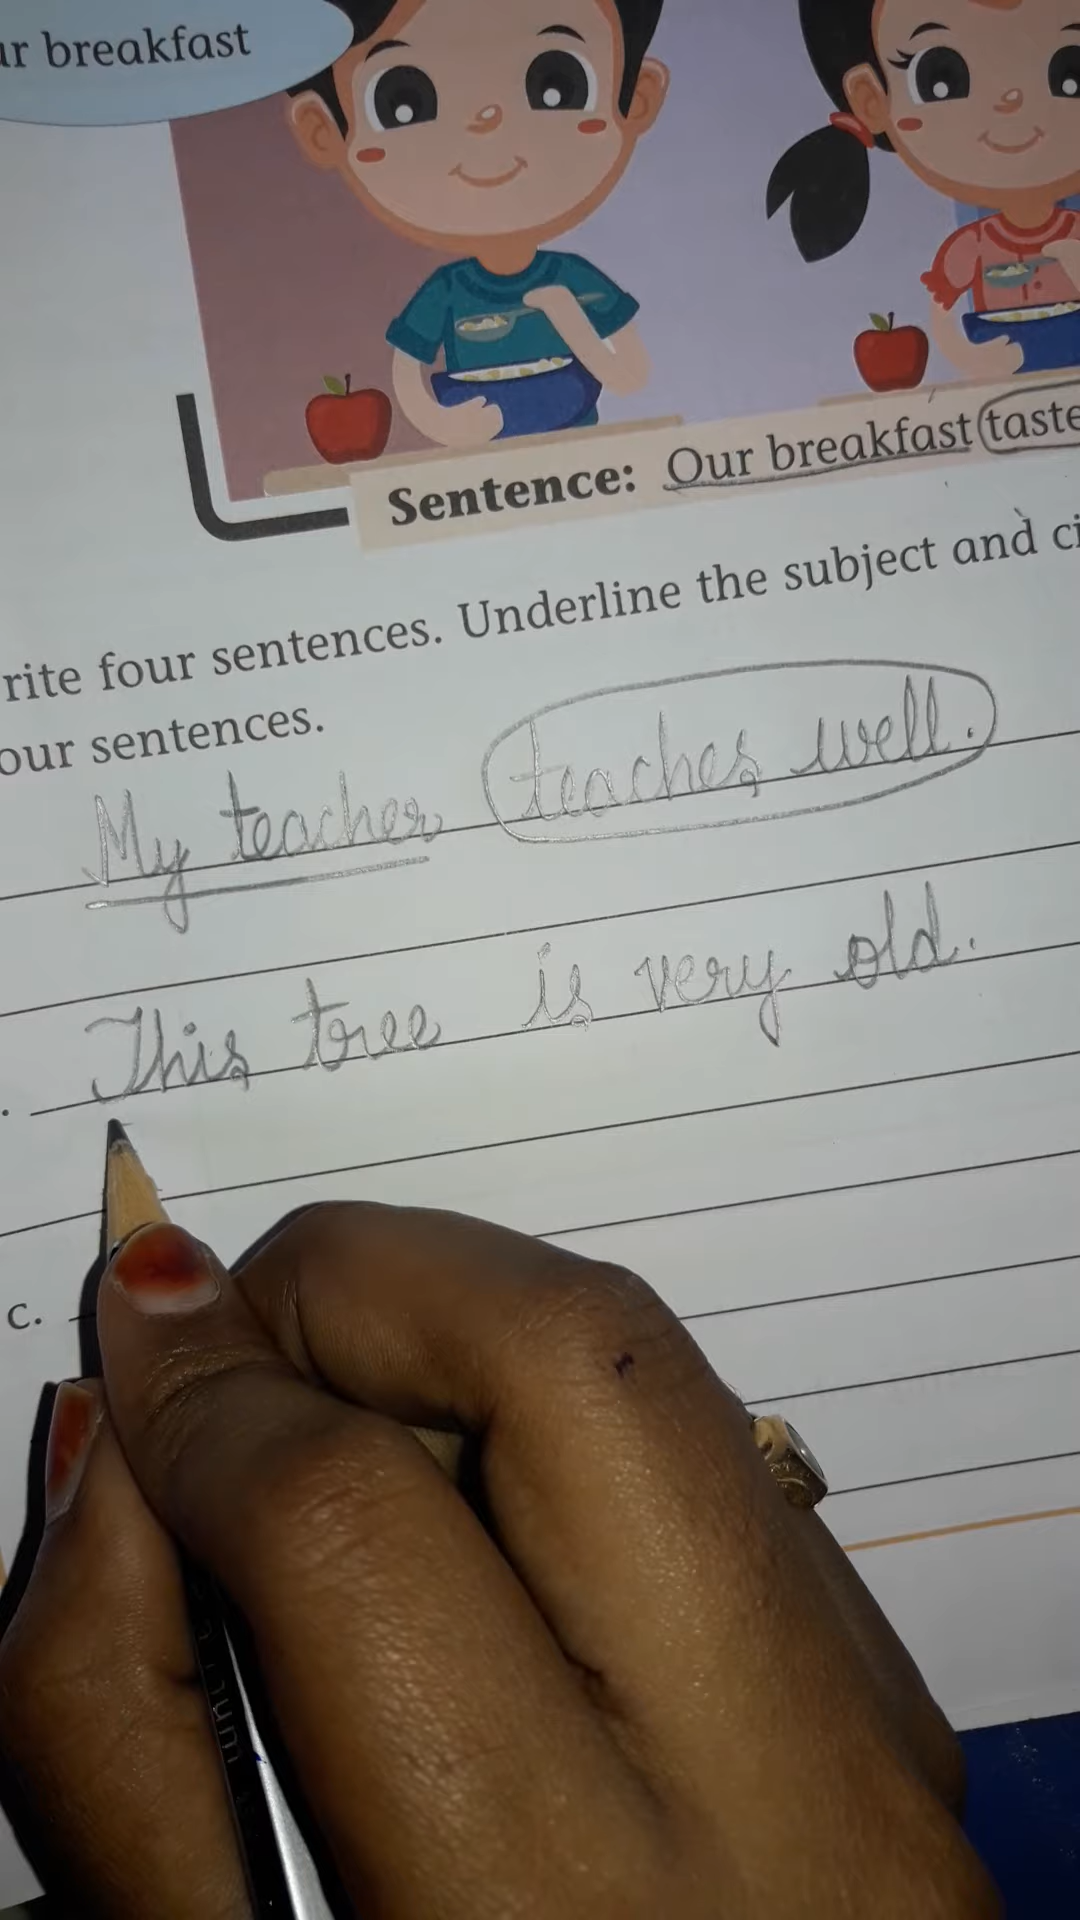 ur breakfast
Sentence: Our breakfast taste
rite four sentences. Underline the subject and ci
our sentences.
My teacher teaches well.
This tree is very old.
c.